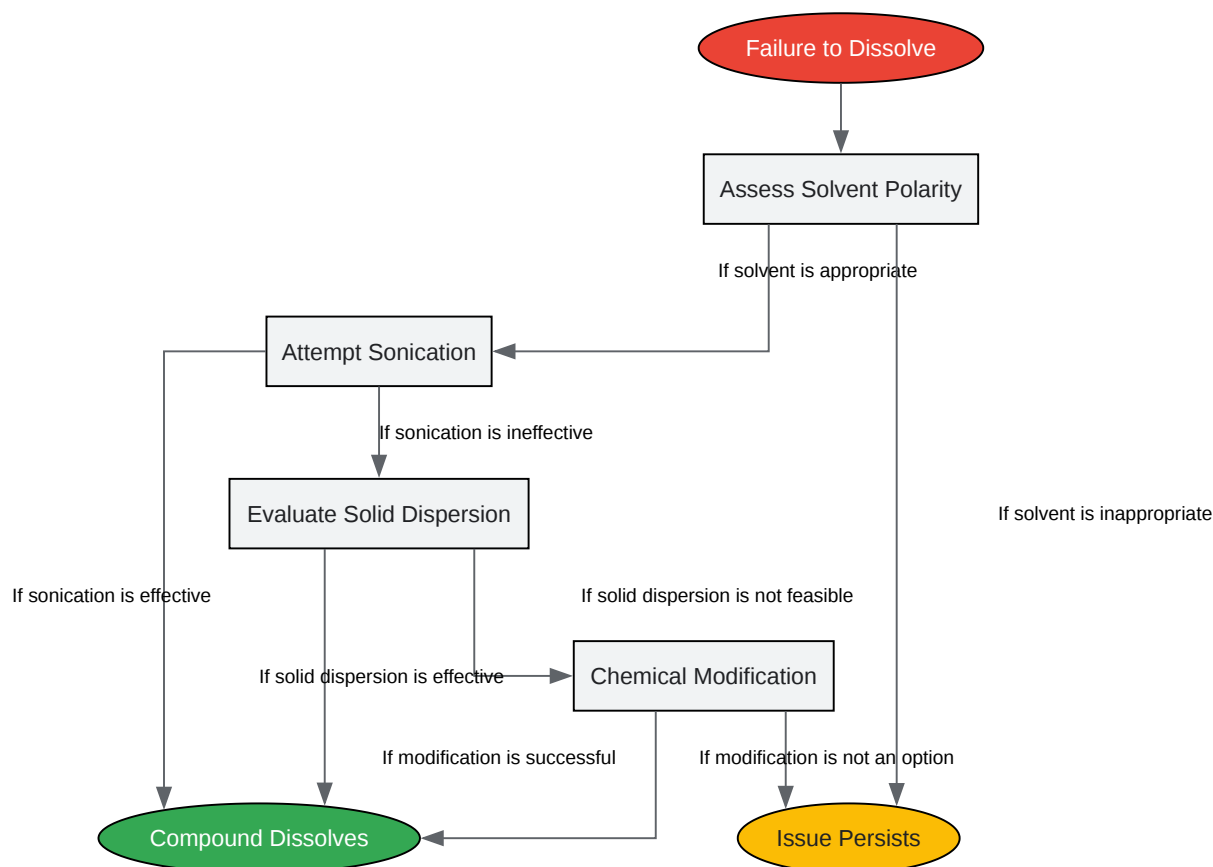 Failure to Dissolve
Assess Solvent Polarity
If solvent is appropriate
Attempt Sonication
If sonication is ineffective
Evaluate Solid Dispersion
If solvent is inappropriate
If sonication is effective
If solid dispersion is not feasible
If solid dispersion is effective
Chemical Modification
If modification is successful
If modification is not an option
Compound Dissolves
Issue Persists